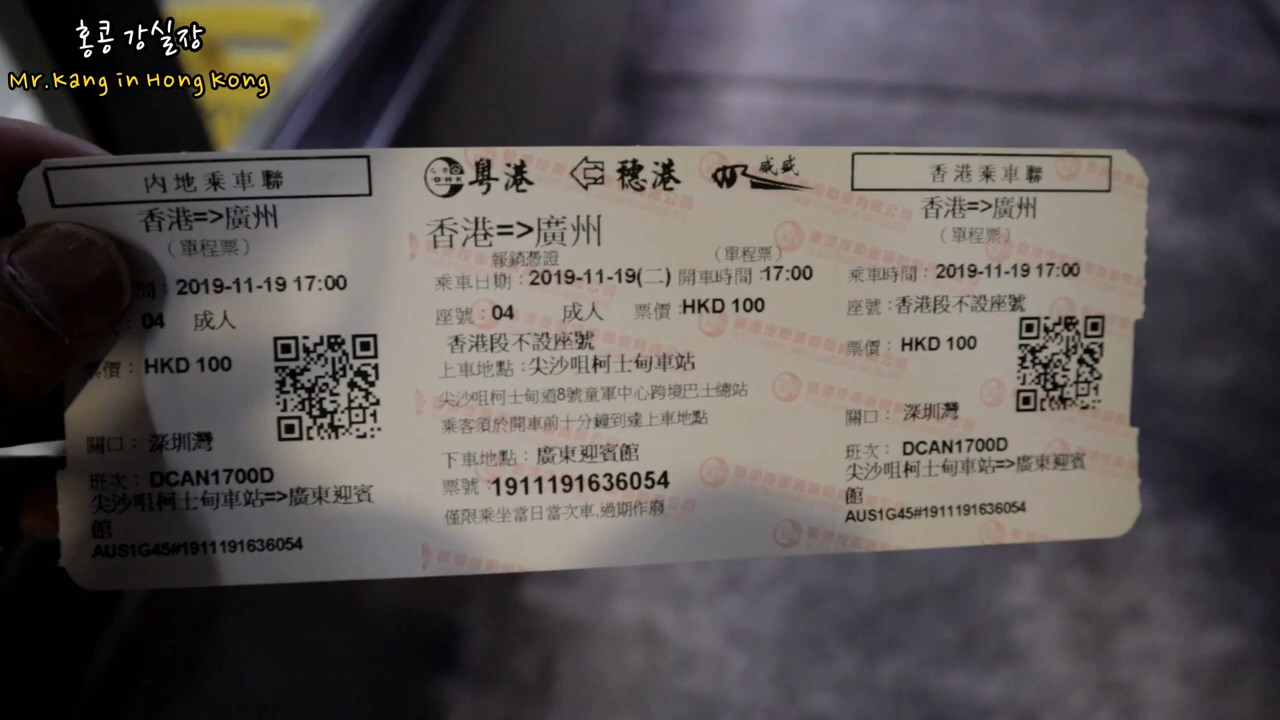 홍콩 강실장
Mr.Kang in Hong Kong
內地乘車聯
香港=>廣州
(單程票)
間：2019-11-19 17:00
04 成人
票價：HKD 100
關口：深圳灣
班次：DCAN1700D
尖沙咀柯士甸車站=>廣東迎賓
館
AUS1G45#1911191636054
粵港 穗港 威盛
香港=>廣州
報銷憑證 (單程票)
乘車日期：2019-11-19(二) 開車時間：17:00
座號：04 成人 票價：HKD 100
香港段不設座號
上車地點：尖沙咀柯士甸車站
尖沙咀柯士甸道8號童軍中心跨境巴士總站
乘客須於開車前十分鐘到達上車地點
下車地點：廣東迎賓館
票號：1911191636054
僅限乘坐當日當次車,過期作廢
香港乘車聯
香港=>廣州
(單程票)
乘車時間：2019-11-19 17:00
座號：香港段不設座號
票價：HKD 100
關口：深圳灣
班次：DCAN1700D
尖沙咀柯士甸車站=>廣東迎賓
館
AUS1G45#1911191636054